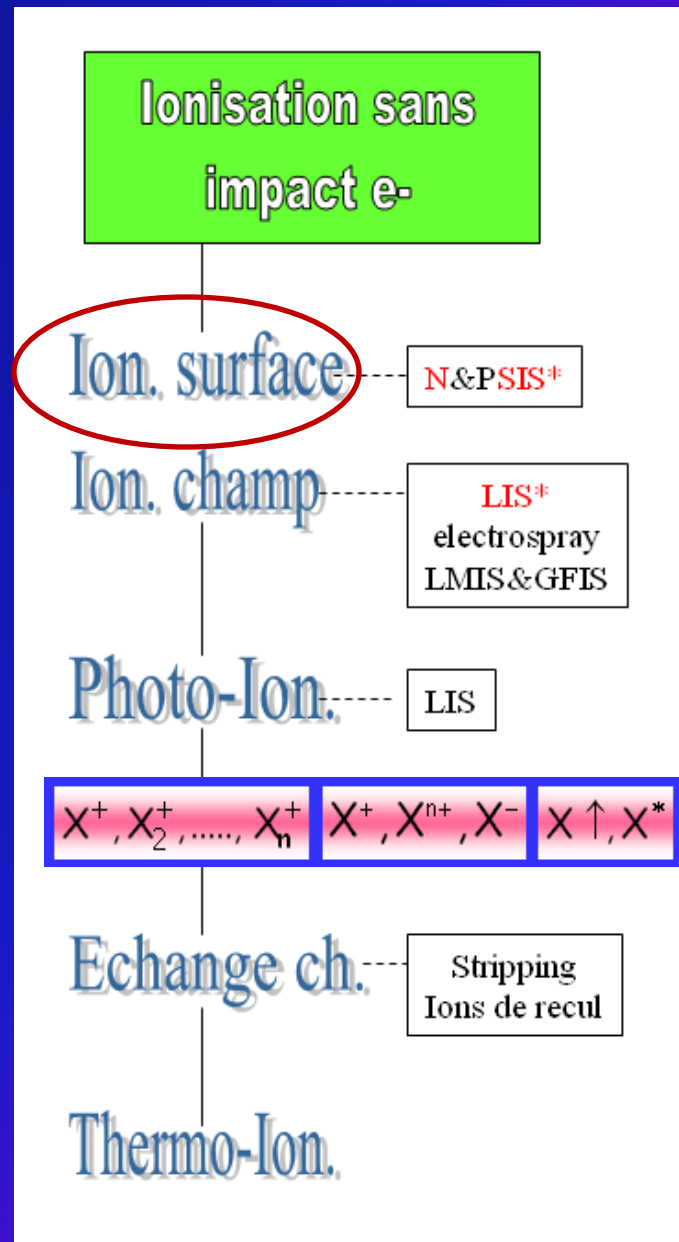 Ionisation sans
impact e-
Ion. surface
N&PSIS*
Ion. champ
LIS*
electrospray
LMIS&GFIS
Photo-Ion.
LIS
X⁺, X₂⁺, ....., Xₙ⁺
X⁺, Xⁿ⁺, X⁻
X ↑, X*
Echange ch.
Stripping
Ions de recul
Thermo-Ion.